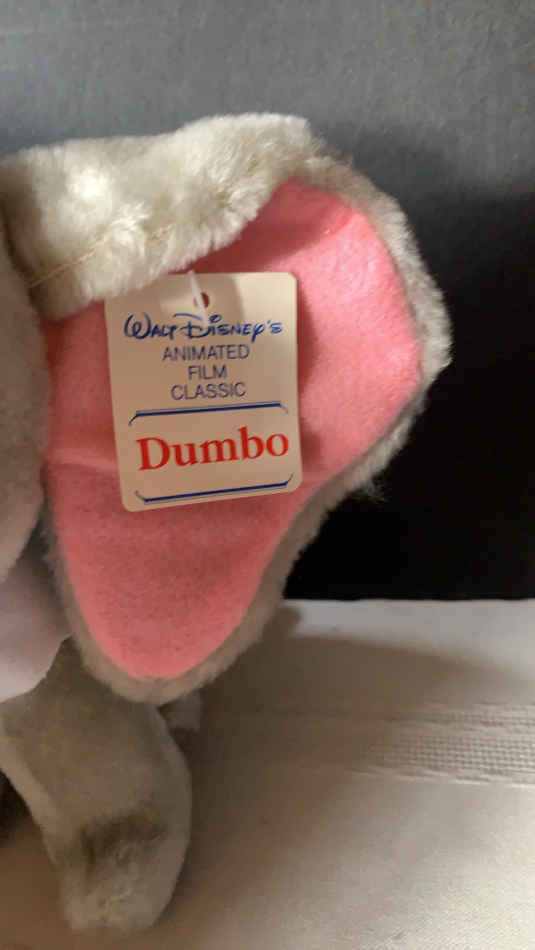 Walt Disney's
ANIMATED
FILM
CLASSIC
Dumbo